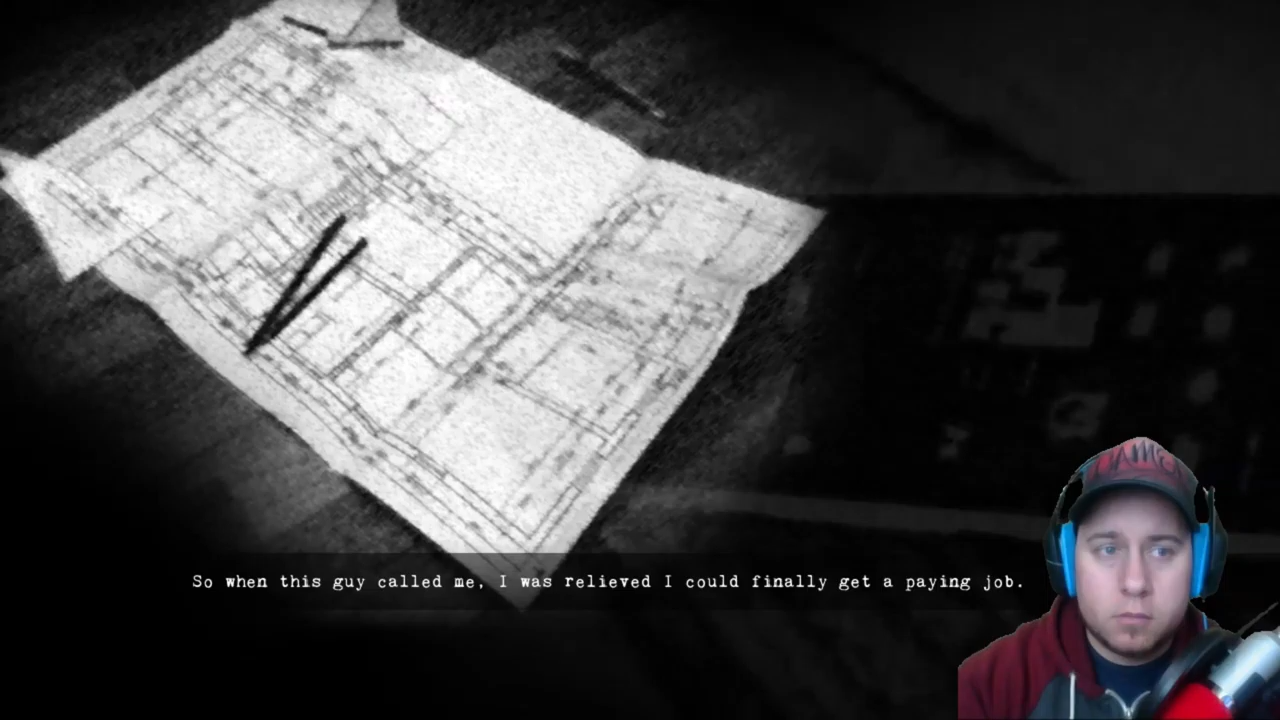 So when this guy called me, I was relieved I could finally get a paying job.